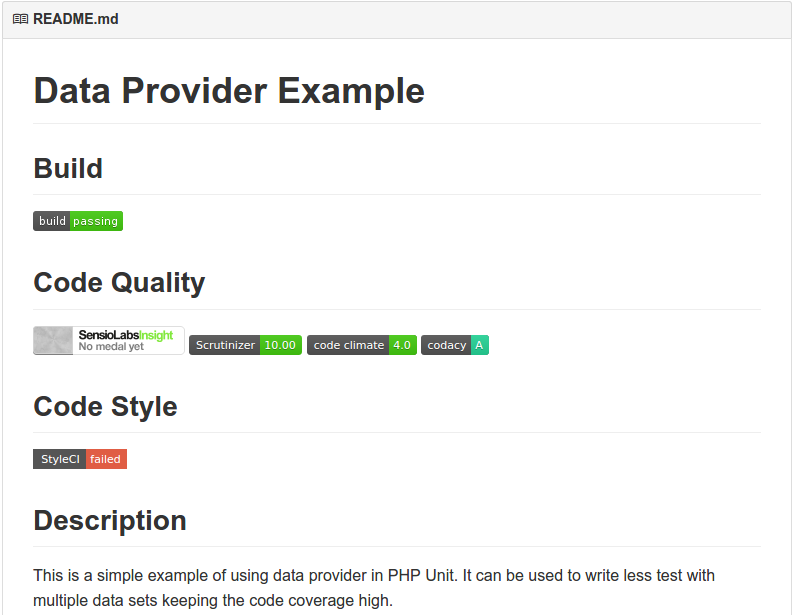 README.md
Data Provider Example
Build
build passing
Code Quality
SensioLabsInsight
No medal yet
Scrutinizer 10.00 code climate 4.0 codacy A
Code Style
StyleCI failed
Description
This is a simple example of using data provider in PHP Unit. It can be used to write less test with
multiple data sets keeping the code coverage high.